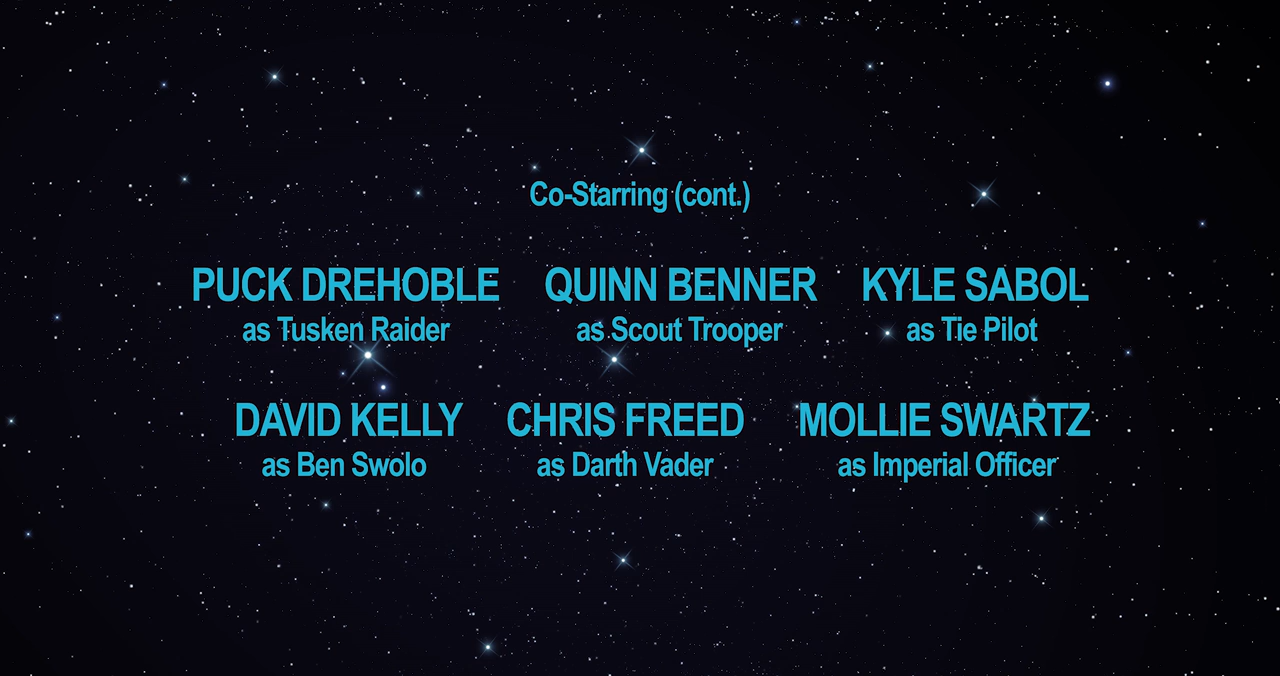 Co-Starring (cont.)
PUCK DREHOBLE QUINN BENNER KYLE SABOL
as Tusken Raider as Scout Trooper as Tie Pilot
DAVID KELLY CHRIS FREED MOLLIE SWARTZ
as Ben Swolo as Darth Vader as Imperial Officer